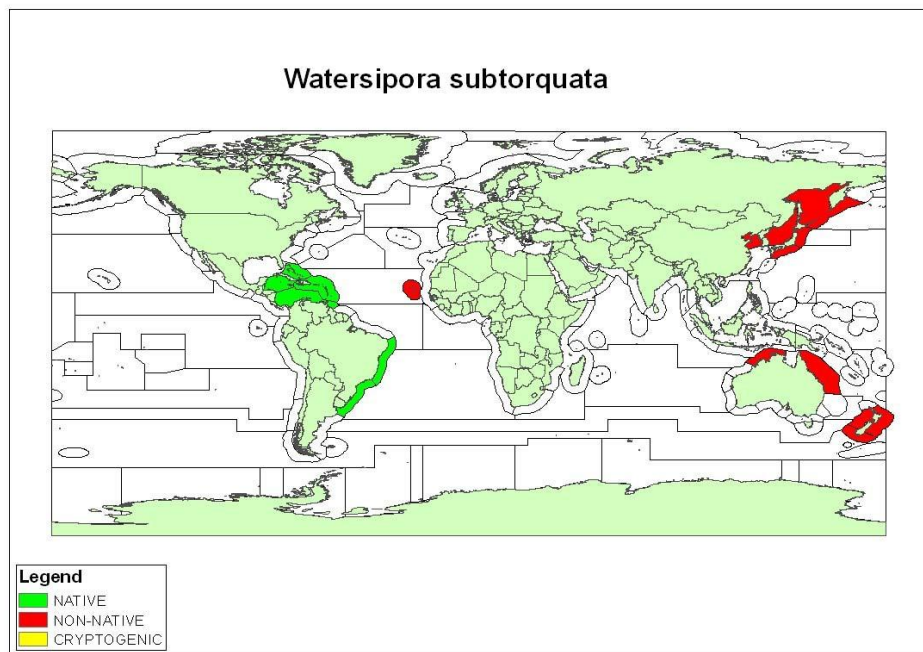 Watersipora subtorquata
Legend
NATIVE
NON-NATIVE
CRYPTOGENIC